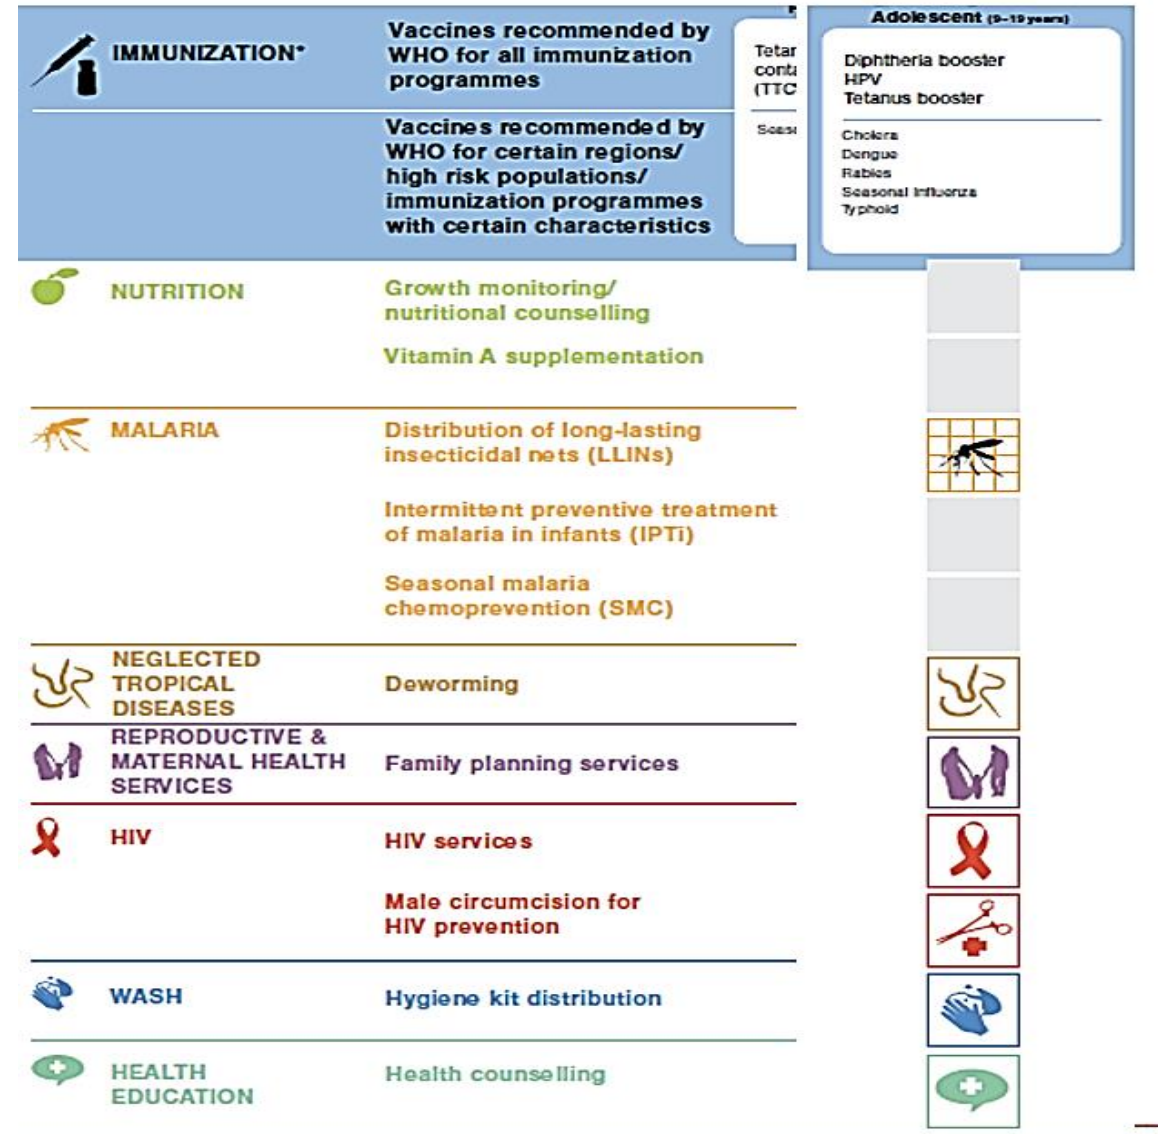 Adolescent (9-19 years)
IMMUNIZATION*
Vaccines recommended by
WHO for all immunization
programmes
(TTC
Diphtheria booster
HPV
Tetanus booster
Vaccines recommended by
WHO for certain regions/
high risk populations/
immunization programmes
with certain characteristics
Cholera
Dengue
Rabies
Seasonal Influenza
Typhoid
NUTRITION
Growth monitoring/
nutritional counselling
Vitamin A supplementation
MALARIA
Distribution of long-lasting
insecticidal nets (LLINs)
Intermittent preventive treatment
of malaria in infants (IPTi)
Seasonal malaria
chemoprevention (SMC)
NEGLECTED
TROPICAL
DISEASES
Deworming
REPRODUCTIVE &
MATERNAL HEALTH
SERVICES
Family planning services
HIV
HIV services
Male circumcision for
HIV prevention
WASH
Hygiene kit distribution
HEALTH
EDUCATION
Health counselling